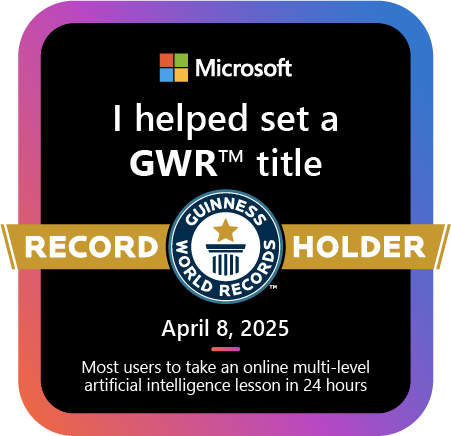 Microsoft
I helped set a
GWR™ title
GUINNESS
RECORD HOLDER
WORLD RECORDS™
April 8, 2025
Most users to take an online multi-level
artificial intelligence lesson in 24 hours